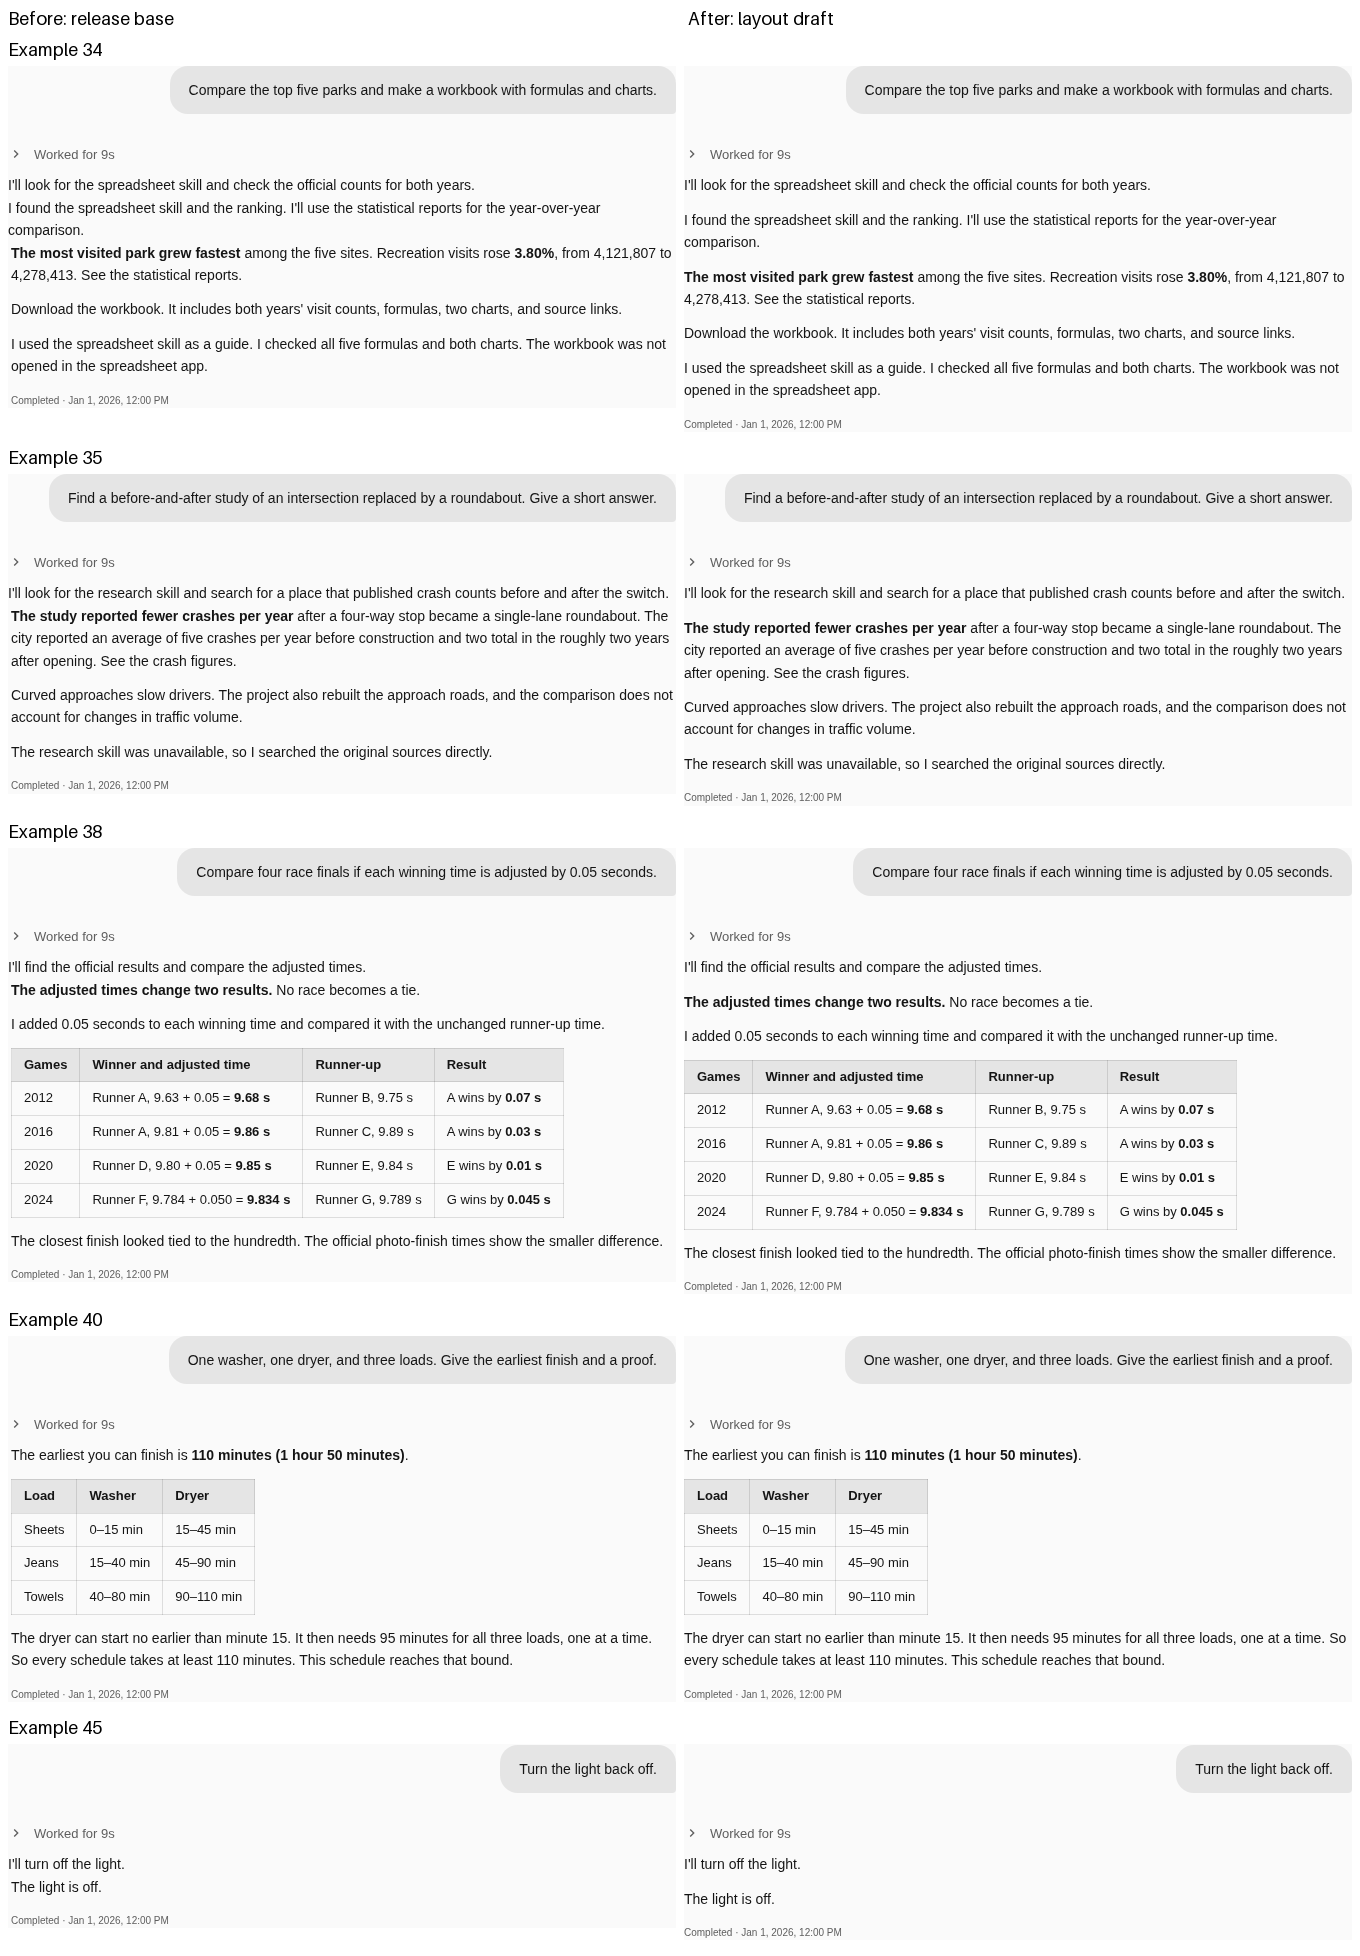 Before: release base
After: layout draft
Example 34
Compare the top five parks and make a workbook with formulas and charts.
Worked for 9s
I'll look for the spreadsheet skill and check the official counts for both years.
I found the spreadsheet skill and the ranking. I'll use the statistical reports for the year-over-year
comparison.
The most visited park grew fastest among the five sites. Recreation visits rose 3.80%, from 4,121,807 to
4,278,413. See the statistical reports.
Download the workbook. It includes both years' visit counts, formulas, two charts, and source links.
I used the spreadsheet skill as a guide. I checked all five formulas and both charts. The workbook was not
opened in the spreadsheet app.
Completed · Jan 1, 2026, 12:00 PM
Compare the top five parks and make a workbook with formulas and charts.
Worked for 9s
I'll look for the spreadsheet skill and check the official counts for both years.
I found the spreadsheet skill and the ranking. I'll use the statistical reports for the year-over-year
comparison.
The most visited park grew fastest among the five sites. Recreation visits rose 3.80%, from 4,121,807 to
4,278,413. See the statistical reports.
Download the workbook. It includes both years' visit counts, formulas, two charts, and source links.
I used the spreadsheet skill as a guide. I checked all five formulas and both charts. The workbook was not
opened in the spreadsheet app.
Completed · Jan 1, 2026, 12:00 PM
Example 35
Find a before-and-after study of an intersection replaced by a roundabout. Give a short answer.
Worked for 9s
I'll look for the research skill and search for a place that published crash counts before and after the switch.
The study reported fewer crashes per year after a four-way stop became a single-lane roundabout. The
city reported an average of five crashes per year before construction and two total in the roughly two years
after opening. See the crash figures.
Curved approaches slow drivers. The project also rebuilt the approach roads, and the comparison does not
account for changes in traffic volume.
The research skill was unavailable, so I searched the original sources directly.
Completed · Jan 1, 2026, 12:00 PM
Find a before-and-after study of an intersection replaced by a roundabout. Give a short answer.
Worked for 9s
I'll look for the research skill and search for a place that published crash counts before and after the switch.
The study reported fewer crashes per year after a four-way stop became a single-lane roundabout. The
city reported an average of five crashes per year before construction and two total in the roughly two years
after opening. See the crash figures.
Curved approaches slow drivers. The project also rebuilt the approach roads, and the comparison does not
account for changes in traffic volume.
The research skill was unavailable, so I searched the original sources directly.
Completed · Jan 1, 2026, 12:00 PM
Example 38
Compare four race finals if each winning time is adjusted by 0.05 seconds.
Worked for 9s
I'll find the official results and compare the adjusted times.
The adjusted times change two results. No race becomes a tie.
I added 0.05 seconds to each winning time and compared it with the unchanged runner-up time.
Games Winner and adjusted time Runner-up Result
2012 Runner A, 9.63 + 0.05 = 9.68 s Runner B, 9.75 s A wins by 0.07 s
2016 Runner A, 9.81 + 0.05 = 9.86 s Runner C, 9.89 s A wins by 0.03 s
2020 Runner D, 9.80 + 0.05 = 9.85 s Runner E, 9.84 s E wins by 0.01 s
2024 Runner F, 9.784 + 0.050 = 9.834 s Runner G, 9.789 s G wins by 0.045 s
The closest finish looked tied to the hundredth. The official photo-finish times show the smaller difference.
Completed · Jan 1, 2026, 12:00 PM
Compare four race finals if each winning time is adjusted by 0.05 seconds.
Worked for 9s
I'll find the official results and compare the adjusted times.
The adjusted times change two results. No race becomes a tie.
I added 0.05 seconds to each winning time and compared it with the unchanged runner-up time.
Games Winner and adjusted time Runner-up Result
2012 Runner A, 9.63 + 0.05 = 9.68 s Runner B, 9.75 s A wins by 0.07 s
2016 Runner A, 9.81 + 0.05 = 9.86 s Runner C, 9.89 s A wins by 0.03 s
2020 Runner D, 9.80 + 0.05 = 9.85 s Runner E, 9.84 s E wins by 0.01 s
2024 Runner F, 9.784 + 0.050 = 9.834 s Runner G, 9.789 s G wins by 0.045 s
The closest finish looked tied to the hundredth. The official photo-finish times show the smaller difference.
Completed · Jan 1, 2026, 12:00 PM
Example 40
One washer, one dryer, and three loads. Give the earliest finish and a proof.
Worked for 9s
The earliest you can finish is 110 minutes (1 hour 50 minutes).
Load Washer Dryer
Sheets 0–15 min 15–45 min
Jeans 15–40 min 45–90 min
Towels 40–80 min 90–110 min
The dryer can start no earlier than minute 15. It then needs 95 minutes for all three loads, one at a time.
So every schedule takes at least 110 minutes. This schedule reaches that bound.
Completed · Jan 1, 2026, 12:00 PM
One washer, one dryer, and three loads. Give the earliest finish and a proof.
Worked for 9s
The earliest you can finish is 110 minutes (1 hour 50 minutes).
Load Washer Dryer
Sheets 0–15 min 15–45 min
Jeans 15–40 min 45–90 min
Towels 40–80 min 90–110 min
The dryer can start no earlier than minute 15. It then needs 95 minutes for all three loads, one at a time. So
every schedule takes at least 110 minutes. This schedule reaches that bound.
Completed · Jan 1, 2026, 12:00 PM
Example 45
Turn the light back off.
Worked for 9s
I'll turn off the light.
The light is off.
Completed · Jan 1, 2026, 12:00 PM
Turn the light back off.
Worked for 9s
I'll turn off the light.
The light is off.
Completed · Jan 1, 2026, 12:00 PM